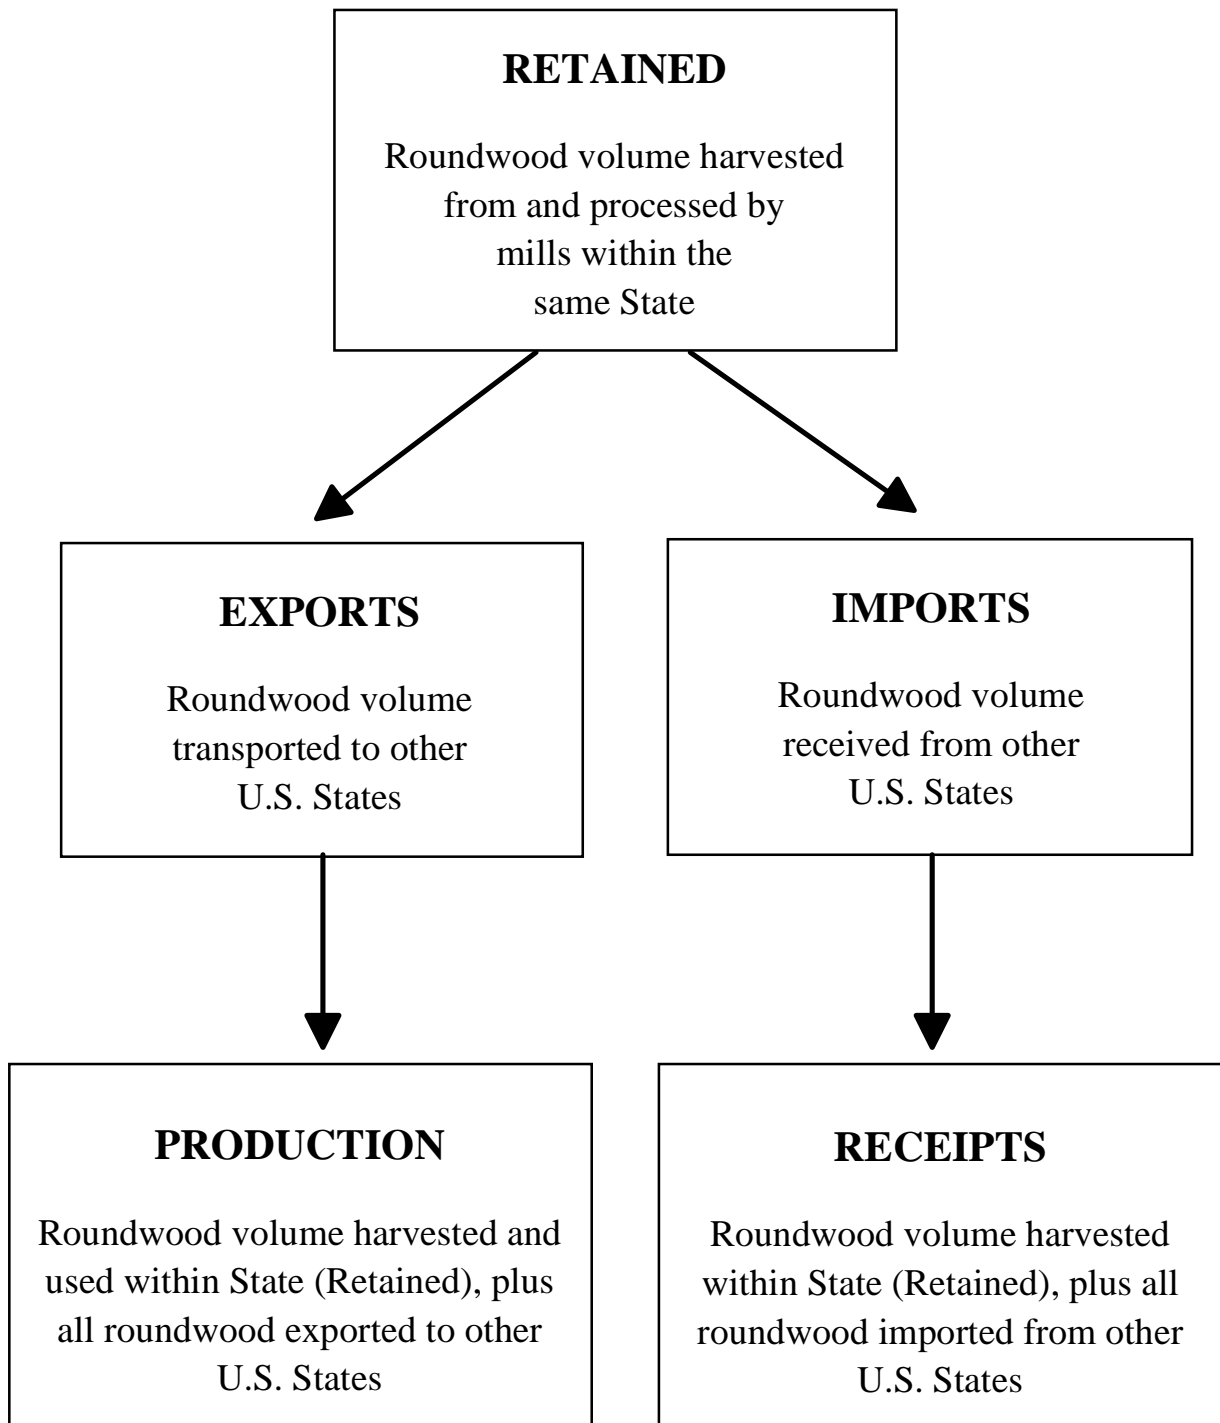 RETAINED
Roundwood volume harvested
from and processed by
mills within the
same State
EXPORTS
Roundwood volume
transported to other
U.S. States
IMPORTS
Roundwood volume
received from other
U.S. States
PRODUCTION
Roundwood volume harvested and
used within State (Retained), plus
all roundwood exported to other
U.S. States
RECEIPTS
Roundwood volume harvested
within State (Retained), plus all
roundwood imported from other
U.S. States